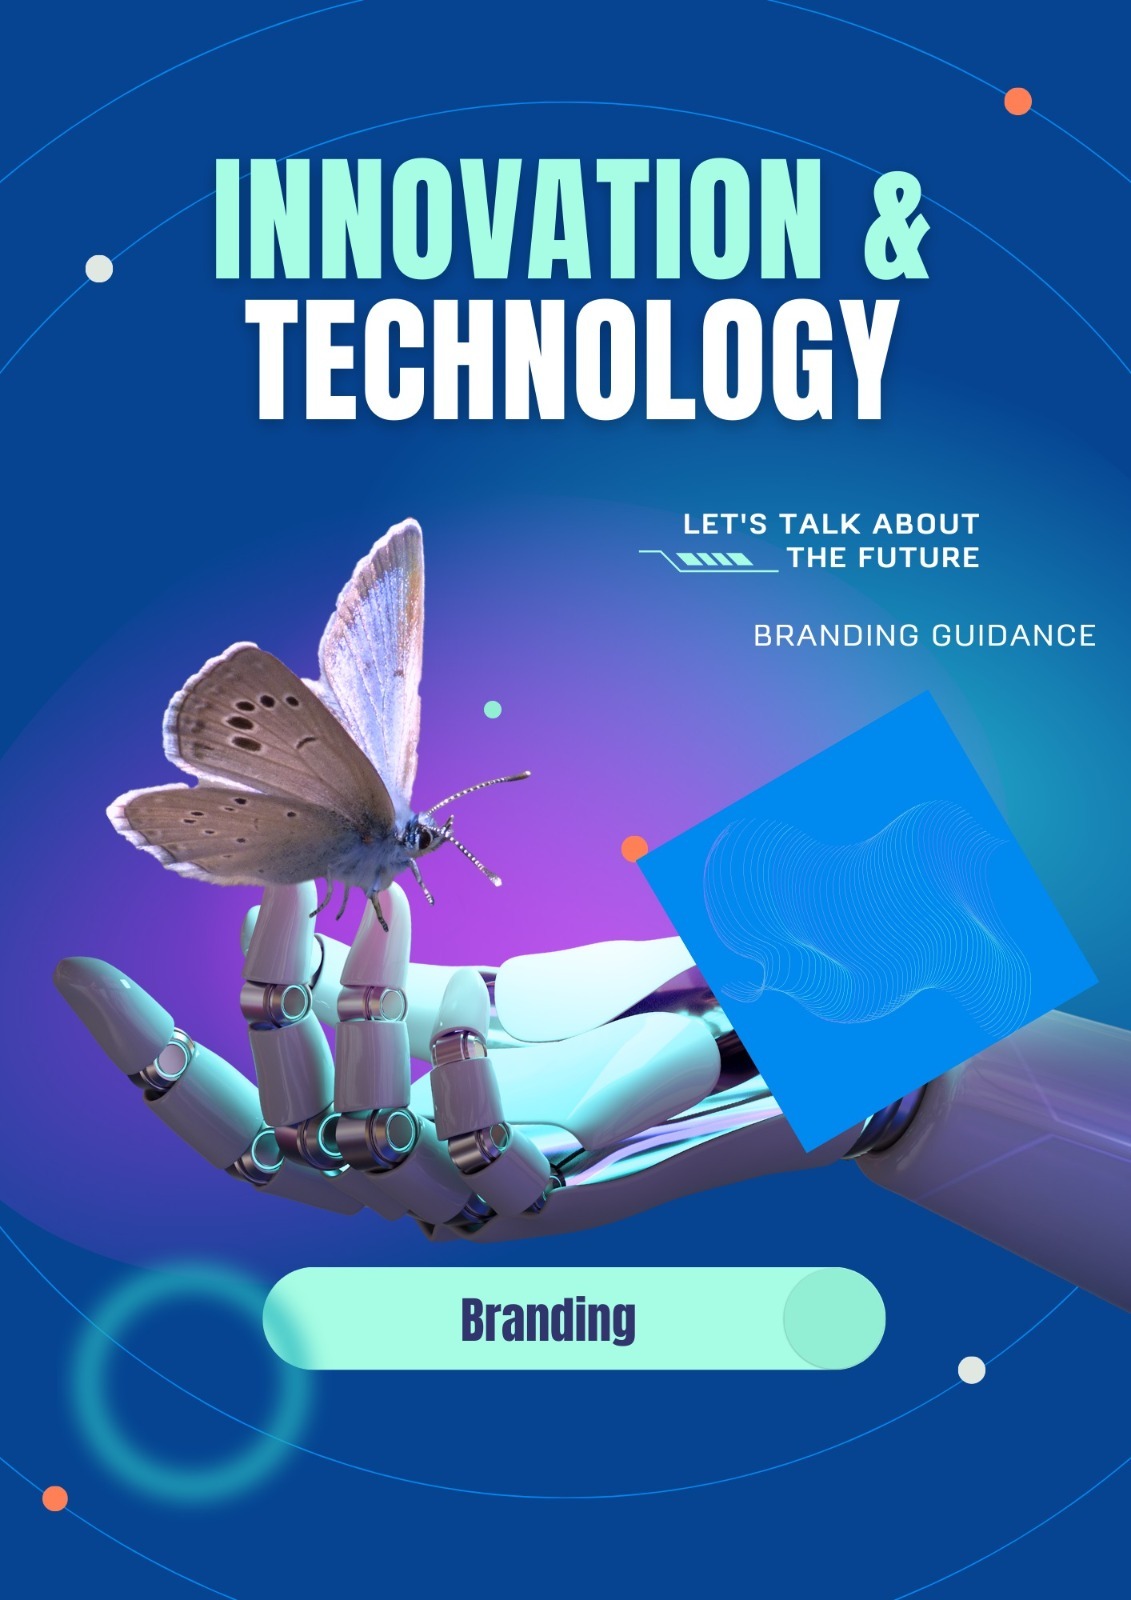 INNOVATION &
TECHNOLOGY
LET'S TALK ABOUT
THE FUTURE
BRANDING GUIDANCE
Branding